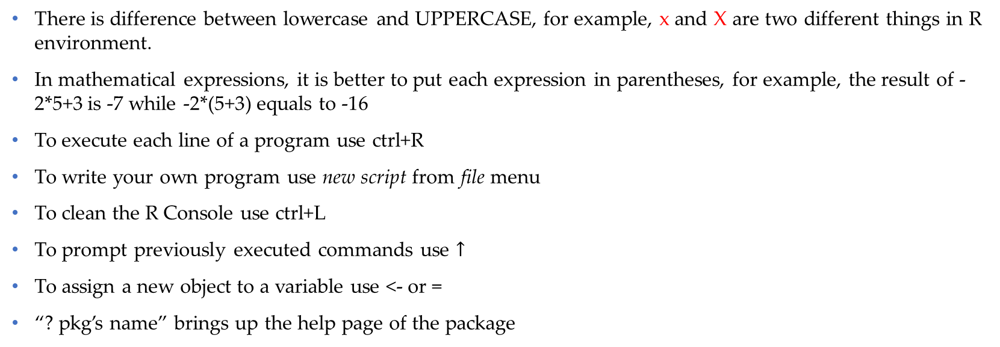 • There is difference between lowercase and UPPERCASE, for example, x and X are two different things in R
environment.
• In mathematical expressions, it is better to put each expression in parentheses, for example, the result of -
2*5+3 is -7 while -2*(5+3) equals to -16
• To execute each line of a program use ctrl+R
• To write your own program use new script from file menu
• To clean the R Console use ctrl+L
• To prompt previously executed commands use ↑
• To assign a new object to a variable use <- or =
• “? pkg’s name” brings up the help page of the package